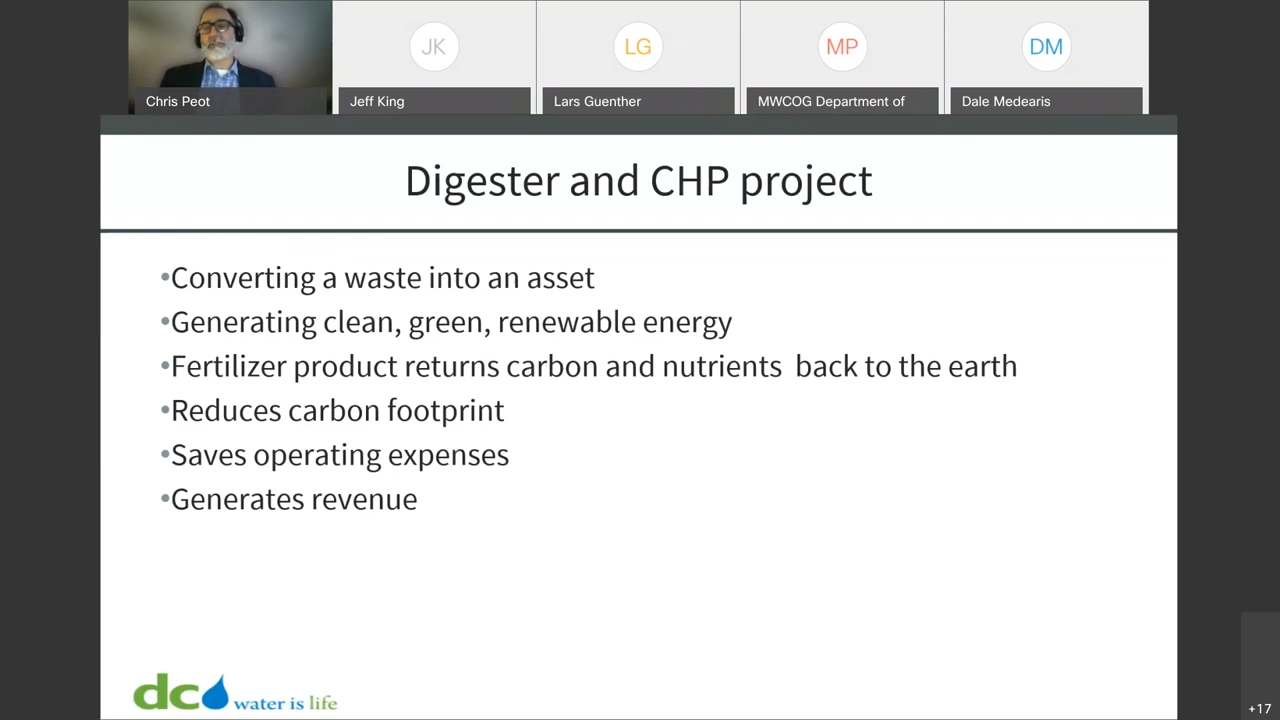 JK
LG
MP
DM
Chris Peot
Jeff King
Lars Guenther
MWCOG Department of
Dale Medearis
Digester and CHP project
•Converting a waste into an asset
•Generating clean, green, renewable energy
•Fertilizer product returns carbon and nutrients  back to the earth
•Reduces carbon footprint
•Saves operating expenses
•Generates revenue
dc water is life
+17